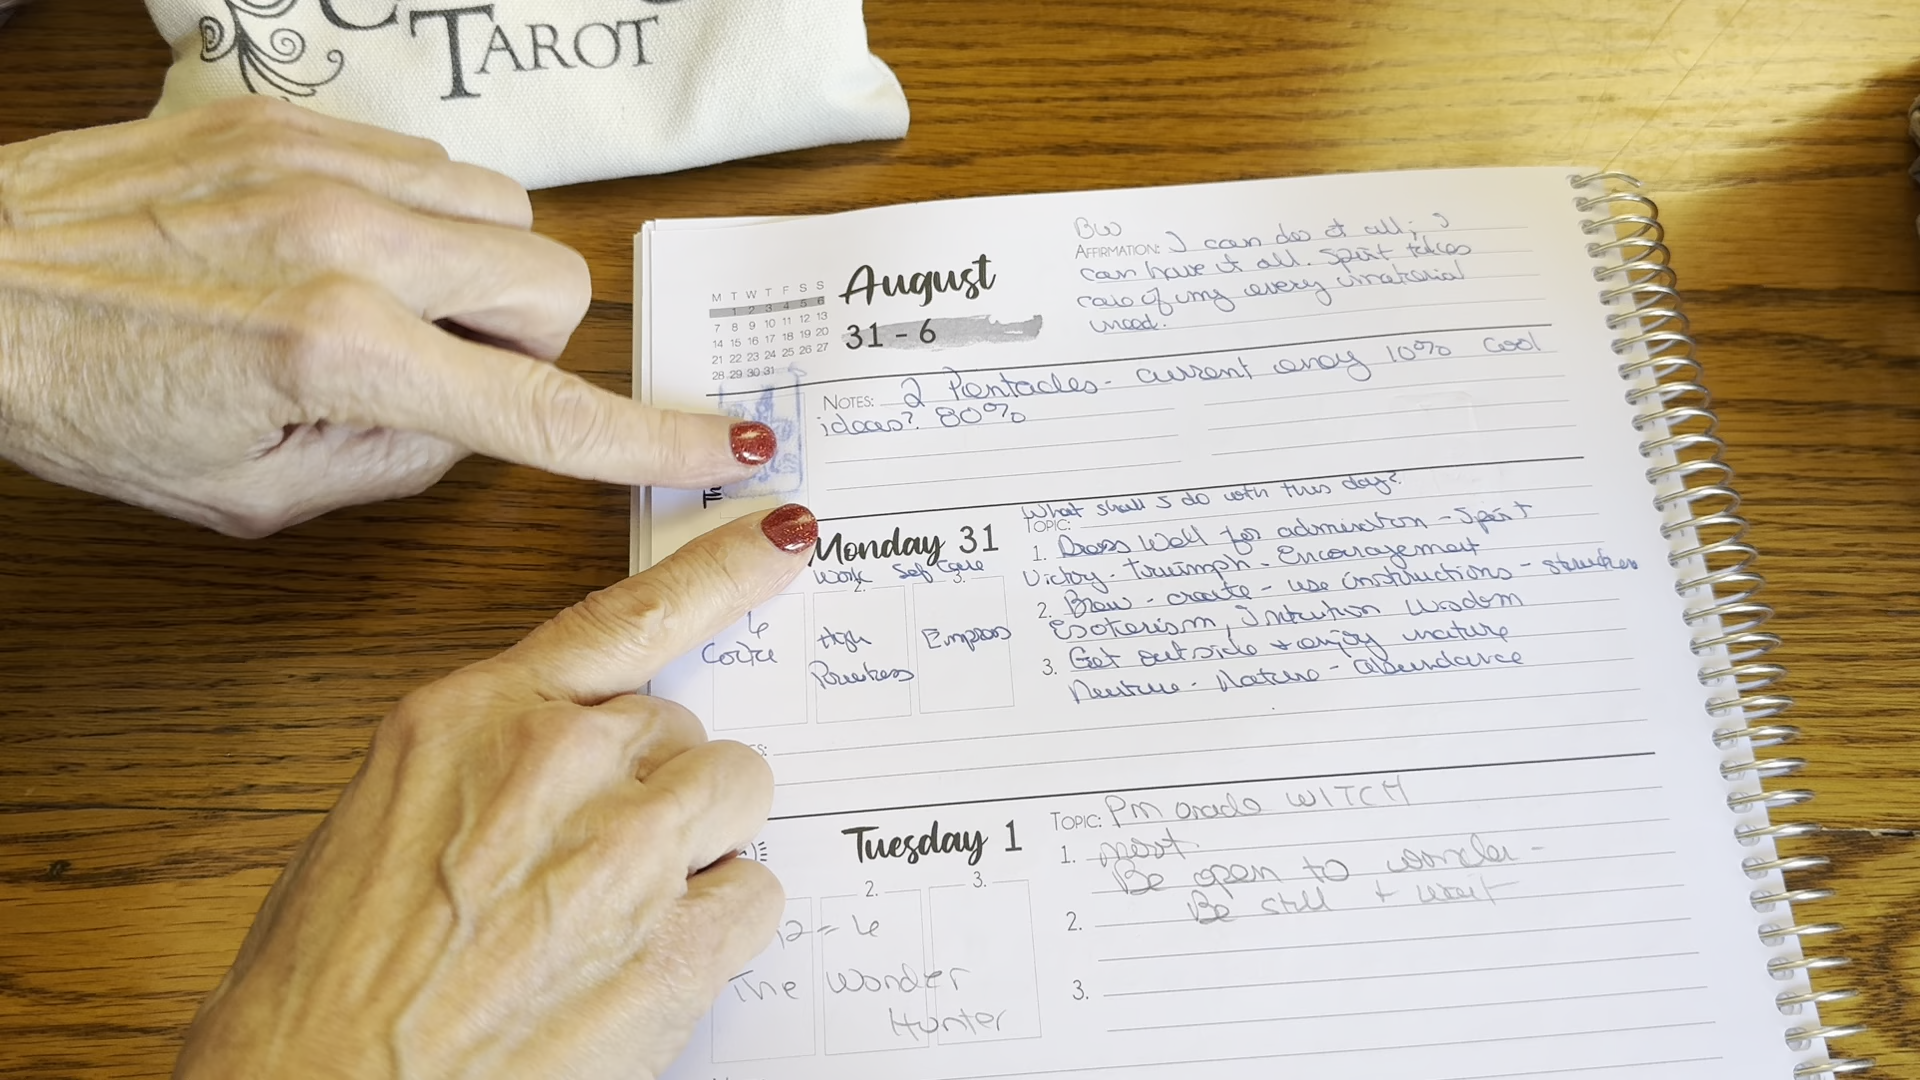 TAROT
BW
AFFIRMATION: I can do it all; I
can have it all. Spirit takes
care of my every material
need.
M T W T F S S
1 2 3 4 5 6
7 8 9 10 11 12 13
14 15 16 17 18 19 20
21 22 23 24 25 26 27
28 29 30 31
August
31 - 6
NOTES: 2 Pentacles - current 10% cool
ideas? 80%
Th
Monday 31
Work Self Care
2. 3.
6
High
Priestess
Empress
What shall I do with this day?
TOPIC:
1. Dress Well for admiration - Spirit
Victory - triumph - Encouragement
2. Brew - create - use instructions -
Esoterism, Intuition Wisdom
3. Get outside + enjoy nature
Nurture - Nature - abundance
Tuesday 1
TOPIC: PM WITCH
1.
Be open to wonder -
Be still + wait
2.
3.
2. 3.
12 = 6
The Wonder
Hunter